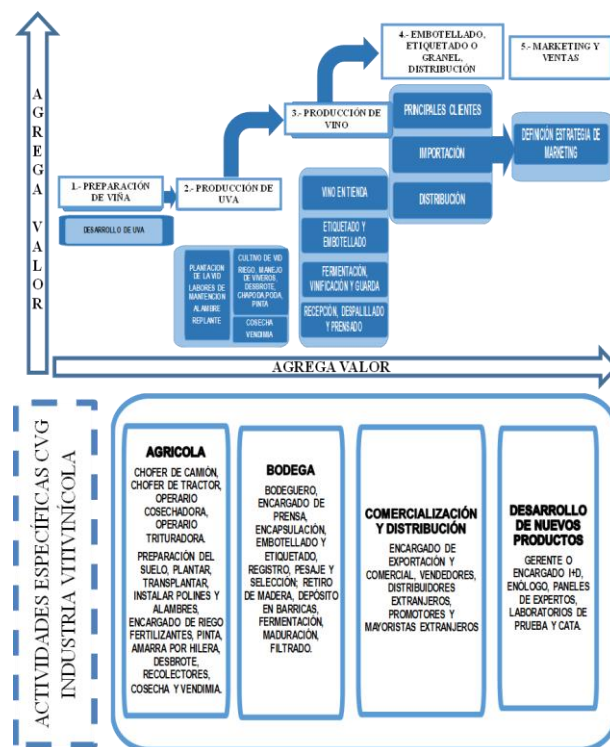 4.- EMBOTELLADO,
ETIQUETADO O
GRANEL,
DISTRIBUCIÓN
5.- MARKETING Y
VENTAS
3.- PRODUCCIÓN DE
VINO
PRINCIPALES CLIENTES
IMPORTACIÓN
DISTRIBUCIÓN
DEFINICIÓN ESTRATEGIA DE
MARKETING
AGREGA VALOR
1.- PREPARACIÓN
DE VIÑA
2.- PRODUCCIÓN DE
UVA
DESARROLLO DE UVA
PLANTACION
DE LA VID
LABORES DE
MANTENCION
ALAMBRE
REPLANTE
CULTIVO DE VID
RIEGO, MANEJO
DE VIVEROS,
DESBROTE,
CHAPODA,PODA,
PINTA
COSECHA
VENDIMIA
VINO EN TIENDA
ETIQUETADO Y
EMBOTELLADO
FERMENTACIÓN,
VINIFICACIÓN Y GUARDA
RECEPCIÓN, DESPALILLADO
Y PRENSADO
AGREGA VALOR
ACTIVIDADES ESPECÍFICAS CVG
INDUSTRIA VITIVINÍCOLA
AGRICOLA
CHOFER DE CAMIÓN,
CHOFER DE TRACTOR,
OPERARIO
COSECHADORA,
OPERARIO
TRITURADORA.
PREPARACIÓN DEL
SUELO, PLANTAR,
TRANSPLANTAR,
INSTALAR POLINES Y
ALAMBRES,
ENCARGADO DE RIEGO
FERTILIZANTES, PINTA,
AMARRA POR HILERA,
DESBROTE,
RECOLECTORES,
COSECHA Y VENDIMIA.
BODEGA
BODEGUERO,
ENCARGADO DE
PRENSA,
ENCAPSULACIÓN,
EMBOTELLADO Y
ETIQUETADO,
REGISTRO, PESAJE Y
SELECCIÓN; RETIRO
DE MADERA, DEPÓSITO
EN BARRICAS,
FERMENTACIÓN,
MADURACIÓN,
FILTRADO.
COMERCIALIZACIÓN
Y DISTRIBUCIÓN
ENCARGADO DE
EXPORTACIÓN Y
COMERCIAL, VENDEDORES,
DISTRIBUIDORES
EXTRANJEROS,
PROMOTORES Y
MAYORISTAS EXTRANJEROS
DESARROLLO
DE NUEVOS
PRODUCTOS
GERENTE O
ENCARGADO I+D,
ENÓLOGO, PANELES
DE EXPERTOS,
LABORATORIOS DE
PRUEBA Y CATA.